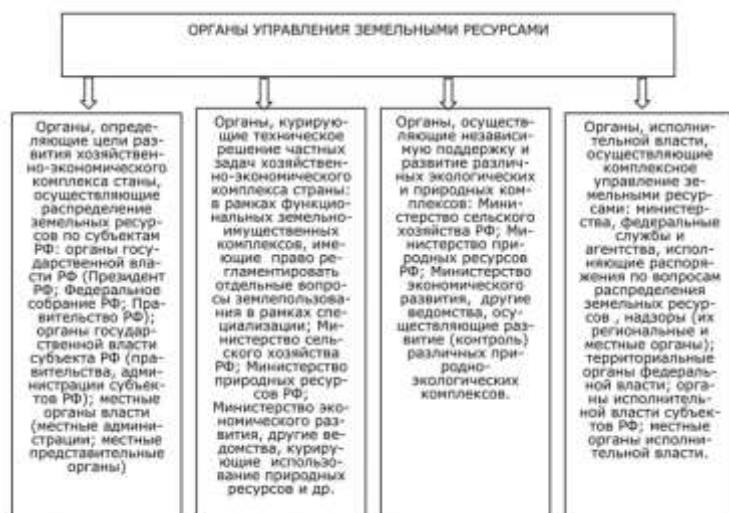 ОРГАНЫ УПРАВЛЕНИЯ ЗЕМЕЛЬНЫМИ РЕСУРСАМИ
Органы, опреде-
ляющие цели раз-
вития хозяйствен-
но-экономического
комплекса станы,
осуществляющие
распределение
земельных ресур-
сов по субъектам
РФ: органы госу-
дарственной влас-
ти РФ (Президент
РФ; Федеральное
собрание РФ; Пра-
вительство РФ);
органы государст-
венной власти
субъекта РФ (пра-
вительства, адми-
нистрации субъек-
тов РФ); местные
органы власти
(местные админи-
страции; местные
представительные
органы)
Органы, курирую-
щие техническое
решение частных
задач хозяйствен-
но-экономического
комплекса страны:
в рамках функцио-
нальных земельно-
имущественных
комплексов, имею-
щие право рег-
ламентировать
отдельные вопро-
сы землепользова-
ния в рамках спе-
циализации; Ми-
нистерство сель-
ского хозяйства
РФ; Министерство
природных ресур-
сов РФ;
Министерство эко-
номического раз-
вития, другие ве-
домства, курирую-
щие использо-
вание природных
ресурсов и др.
Органы, осуществ-
ляющие независи-
мую поддержку и
развитие различ-
ных экологических
и природных ком-
плексов: Мини-
стерство сельского
хозяйства РФ; Ми-
нистерство при-
родных ресурсов
РФ; Министерство
экономического
развития, другие
ведомства, осу-
ществляющие раз-
витие (контроль)
различных при-
родно-
экологических
комплексов.
Органы, исполни-
тельной власти,
осуществляющие
комплексное
управление зе-
мельными ресур-
сами: министер-
ства, федеральные
службы и
агентства, испол-
няющие распоря-
жения по вопросам
распределения
земельных ресур-
сов , надзоры (их
региональные и
местные органы);
территориальные
органы федераль-
ной власти; орга-
ны исполнитель-
ной власти субъек-
тов РФ; местные
органы исполни-
тельной власти.